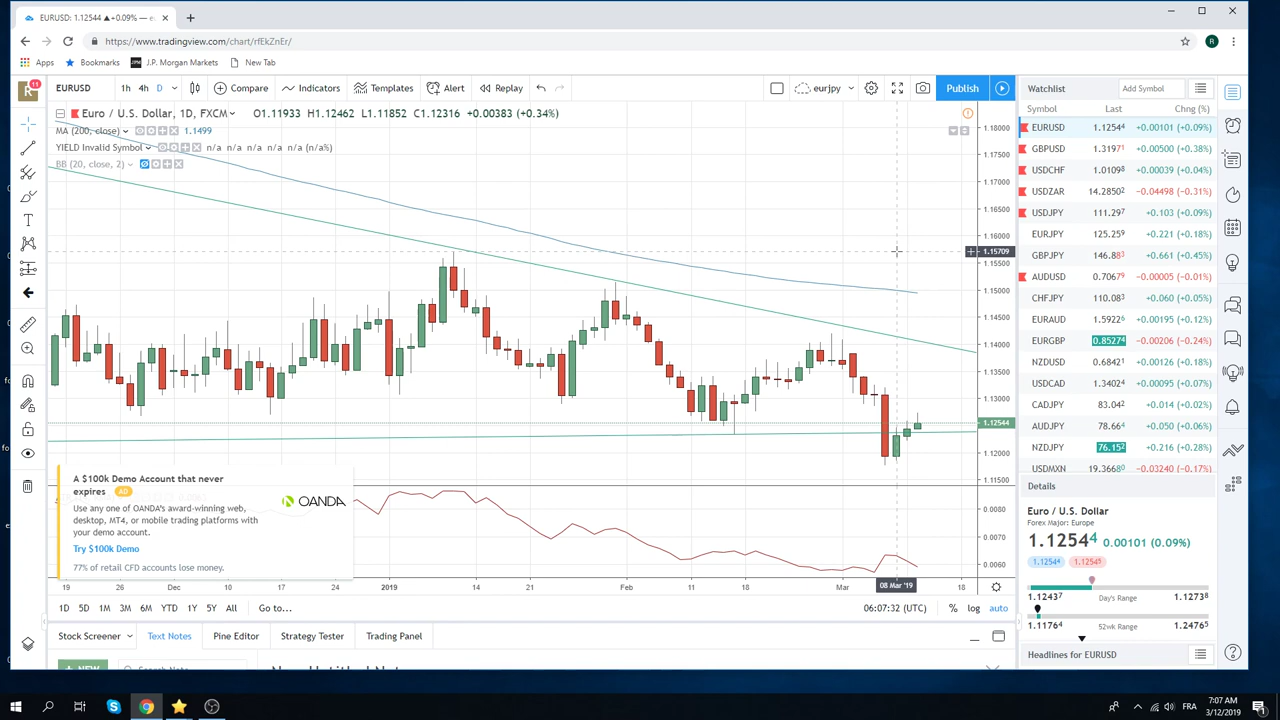 EURUSD: 1.12544 ▲+0.09% — e
https://www.tradingview.com/chart/rfEkZnEr/
R
Apps
Bookmarks
J.P. Morgan Markets
New Tab
R
11
EURUSD
1h 4h D
Compare
Indicators
Templates
Alert
Replay
eurjpy
Publish
Euro / U.S. Dollar, 1D, FXCM
O1.11933 H1.12462 L1.11852 C1.12316 +0.00383 (+0.34%)
MA (200, close)
1.1499
YIELD Invalid Symbol
n/a n/a n/a n/a n/a n/a (n/a%)
BB (20, close, 2)
1.18000
1.17500
1.17000
1.16500
1.16000
1.15709
1.15500
1.15000
1.14500
1.14000
1.13500
1.13000
1.12544
1.12000
1.11500
0.0080
0.0070
0.0060
A $100k Demo Account that never
expires AD
Use any one of OANDA's award-winning web,
desktop, MT4, or mobile trading platforms with
your demo account.
Try $100k Demo
77% of retail CFD accounts lose money.
OANDA
19 26 Dec 10 17 24 2019 14 21 Feb 11 18 Mar 08 Mar '19 18
1D 5D 1M 3M 6M YTD 1Y 5Y All Go to...
06:07:32 (UTC) % log auto
Stock Screener
Text Notes
Pine Editor
Strategy Tester
Trading Panel
NEW
Search Note
Watchlist
Add Symbol
Symbol Last Chng (%)
EURUSD 1.12544 +0.00101 (+0.09%)
GBPUSD 1.31971 +0.00500 (+0.38%)
USDCHF 1.01098 +0.00039 (+0.04%)
USDZAR 14.28502 −0.04498 (−0.31%)
USDJPY 111.297 +0.103 (+0.09%)
EURJPY 125.259 +0.221 (+0.18%)
GBPJPY 146.883 +0.661 (+0.45%)
AUDUSD 0.70679 −0.00005 (−0.01%)
CHFJPY 110.083 +0.060 (+0.05%)
EURAUD 1.59226 +0.00195 (+0.12%)
EURGBP 0.85274 −0.00206 (−0.24%)
NZDUSD 0.68421 +0.00126 (+0.18%)
USDCAD 1.34024 +0.00095 (+0.07%)
CADJPY 83.042 +0.014 (+0.02%)
AUDJPY 78.664 +0.050 (+0.06%)
NZDJPY 76.152 +0.216 (+0.28%)
USDMXN 19.36680 −0.03240 (−0.17%)
Details
Euro / U.S. Dollar
Forex Major: Europe
1.12544 0.00101 (0.09%)
1.12544 1.12545
1.12437 Day's Range 1.12738
1.11764 52wk Range 1.24765
Headlines for EURUSD
FRA
7:07 AM
3/12/2019
1